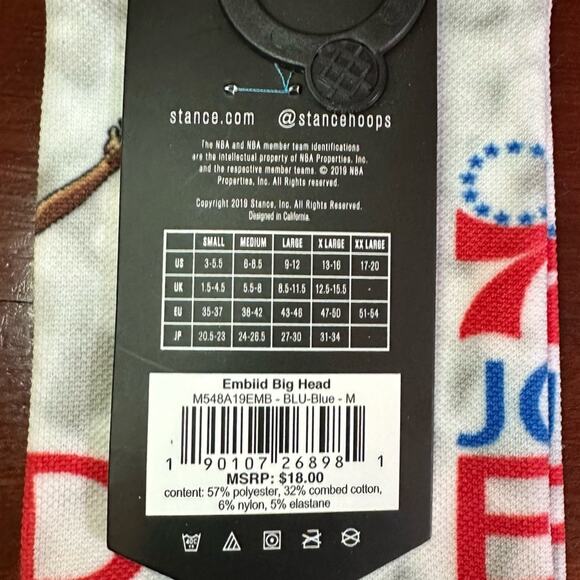 stance.com @stancehoops
The NBA and NBA member team identifications
are the intellectual property of NBA Properties, Inc.
and the respective member teams. © 2019 NBA
Properties, Inc. All Rights reserved.
Copyright 2019 Stance, Inc. All Rights Reserved.
Designed in California.
SMALL MEDIUM LARGE X LARGE XX LARGE
US 3-5.5 6-8.5 9-12 13-16 17-20
UK 1.5-4.5 5.5-8 8.5-11.5 12.5-15.5 -
EU 35-37 38-42 43-46 47-50 51-54
JP 20.5-23 24-26.5 27-30 31-34
Embiid Big Head
M548A19EMB - BLU-Blue - M
1 90107 26898 1
MSRP: $18.00
content: 57% polyester, 32% combed cotton,
6% nylon, 5% elastane
40C
7
JO
D
E